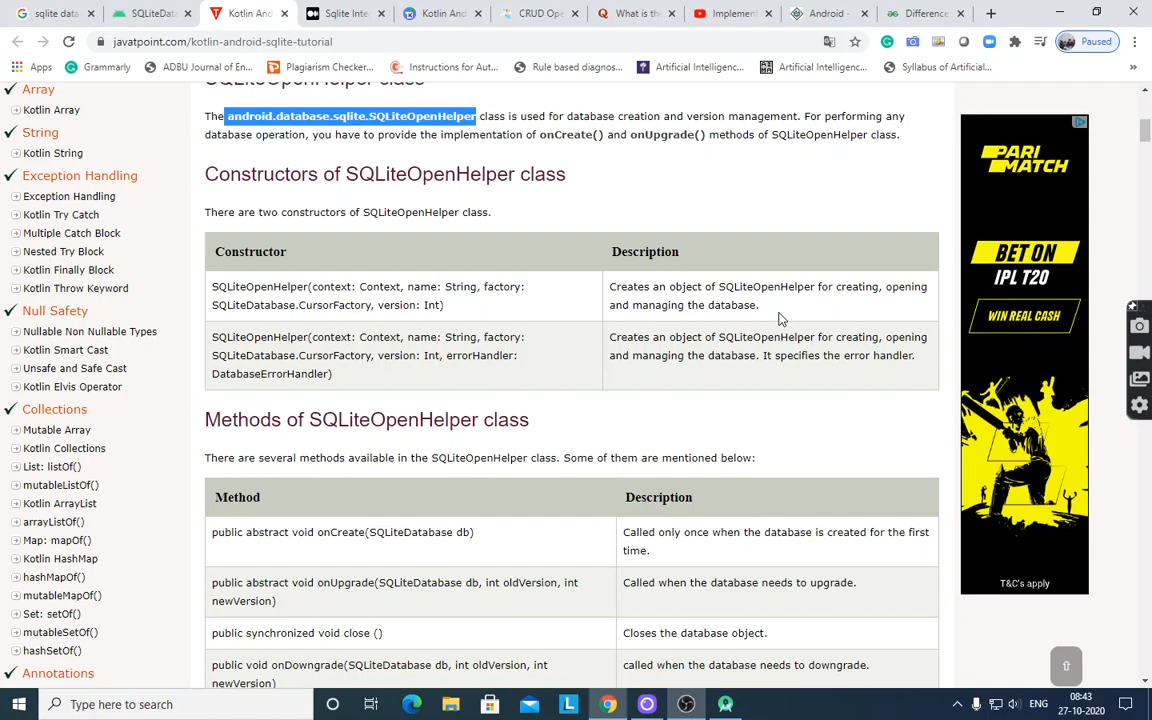 sqlite data
SQLiteData
Kotlin And
Sqlite Inte
Kotlin And
CRUD Ope
What is the
Implement
Android -
Difference
javatpoint.com/kotlin-android-sqlite-tutorial
Paused
Apps
Grammarly
ADBU Journal of En...
Plagiarism Checker...
Instructions for Aut...
Rule based diagnos...
Artificial Intelligenc...
Artificial Intelligenc...
Syllabus of Artificial...
Array
Kotlin Array
String
Kotlin String
Exception Handling
Exception Handling
Kotlin Try Catch
Multiple Catch Block
Nested Try Block
Kotlin Finally Block
Kotlin Throw Keyword
Null Safety
Nullable Non Nullable Types
Kotlin Smart Cast
Unsafe and Safe Cast
Kotlin Elvis Operator
Collections
Mutable Array
Kotlin Collections
List: listOf()
mutableListOf()
Kotlin ArrayList
arrayListOf()
Map: mapOf()
Kotlin HashMap
hashMapOf()
mutableMapOf()
Set: setOf()
mutableSetOf()
hashSetOf()
Annotations
SQLiteOpenHelper class
The android.database.sqlite.SQLiteOpenHelper class is used for database creation and version management. For performing any
database operation, you have to provide the implementation of onCreate() and onUpgrade() methods of SQLiteOpenHelper class.
Constructors of SQLiteOpenHelper class
There are two constructors of SQLiteOpenHelper class.
Constructor Description
SQLiteOpenHelper(context: Context, name: String, factory:
SQLiteDatabase.CursorFactory, version: Int)
Creates an object of SQLiteOpenHelper for creating, opening
and managing the database.
SQLiteOpenHelper(context: Context, name: String, factory:
SQLiteDatabase.CursorFactory, version: Int, errorHandler:
DatabaseErrorHandler)
Creates an object of SQLiteOpenHelper for creating, opening
and managing the database. It specifies the error handler.
Methods of SQLiteOpenHelper class
There are several methods available in the SQLiteOpenHelper class. Some of them are mentioned below:
Method Description
public abstract void onCreate(SQLiteDatabase db)
Called only once when the database is created for the first
time.
public abstract void onUpgrade(SQLiteDatabase db, int oldVersion, int
newVersion)
Called when the database needs to upgrade.
public synchronized void close ()
Closes the database object.
public void onDowngrade(SQLiteDatabase db, int oldVersion, int
newVersion)
called when the database needs to downgrade.
PARI
MATCH
BET ON
IPL T20
WIN REAL CASH
T&C's apply
Type here to search
ENG
08:43
27-10-2020